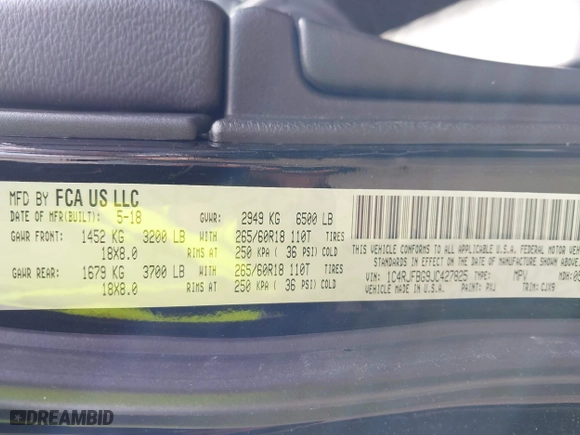 MFD BY FCA US LLC
DATE OF MFR(BUILT): 5-18 GVWR: 2949 KG 6500 LB
GAWR FRONT: 1452 KG 3200 LB WITH 265/60R18 110T TIRES
18X8.0 RIMS AT 250 KPA ( 36 PSI) COLD
GAWR REAR: 1679 KG 3700 LB WITH 265/60R18 110T TIRES
18X8.0 RIMS AT 250 KPA ( 36 PSI) COLD
THIS VEHICLE CONFORMS TO ALL APPLICABLE U.S.A. FEDERAL MOTOR
STANDARDS IN EFFECT ON THE DATE OF MANUFACTURE SHOWN ABOVE.
VEHICLE MADE IN U.S.A. VIN: 1C4RJFBG9JC427925 TYPE: MPV MDH:
PAINT: PXJ TRIM: CJX9
DREAMBID